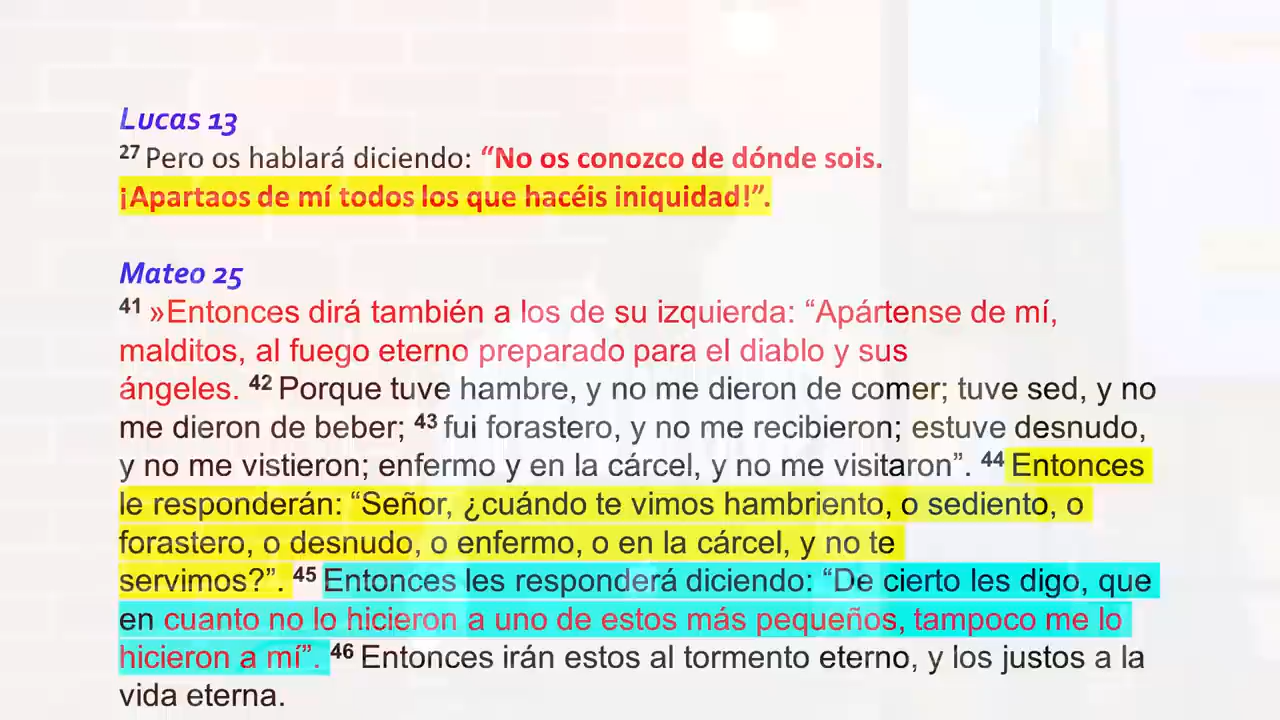 Lucas 13
27 Pero os hablará diciendo: “No os conozco de dónde sois.
¡Apartaos de mí todos los que hacéis iniquidad!”.
Mateo 25
41 »Entonces dirá también a los de su izquierda: “Apártense de mí,
malditos, al fuego eterno preparado para el diablo y sus
ángeles. 42 Porque tuve hambre, y no me dieron de comer; tuve sed, y no
me dieron de beber; 43 fui forastero, y no me recibieron; estuve desnudo,
y no me vistieron; enfermo y en la cárcel, y no me visitaron”. 44 Entonces
le responderán: “Señor, ¿cuándo te vimos hambriento, o sediento, o
forastero, o desnudo, o enfermo, o en la cárcel, y no te
servimos?”. 45 Entonces les responderá diciendo: “De cierto les digo, que
en cuanto no lo hicieron a uno de estos más pequeños, tampoco me lo
hicieron a mí”. 46 Entonces irán estos al tormento eterno, y los justos a la
vida eterna.